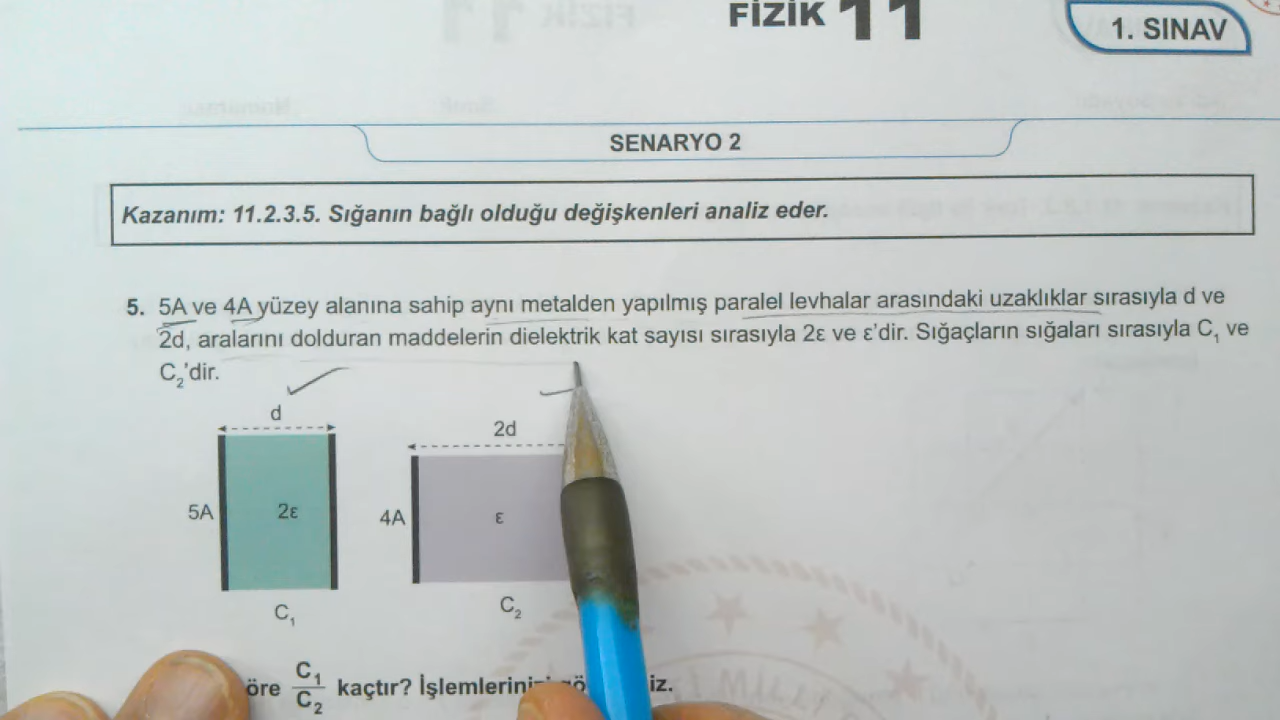 FİZİK 11
1. SINAV
SENARYO 2
Kazanım: 11.2.3.5. Sığanın bağlı olduğu değişkenleri analiz eder.
5. 5A ve 4A yüzey alanına sahip aynı metalden yapılmış paralel levhalar arasındaki uzaklıklar sırasıyla d ve
2d, aralarını dolduran maddelerin dielektrik kat sayısı sırasıyla 2ε ve ε'dir. Sığaçların sığaları sırasıyla C₁ ve
C₂'dir.
d
2d
5A
2ε
4A
ε
C₁
C₂
öre C₁/C₂ kaçtır? İşlemlerini gö iz.